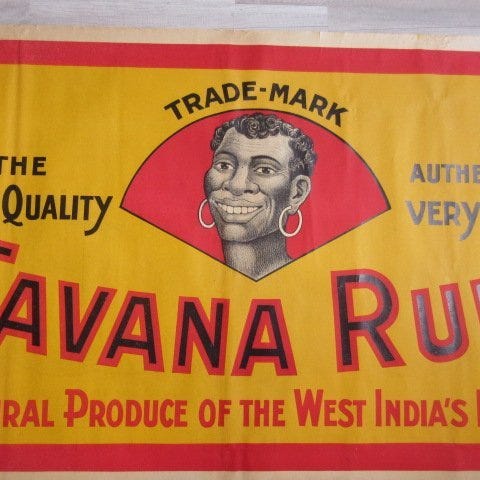 TRADE-MARK
THE
QUALITY
AUTHE
VERY
AVANA RU
RAL PRODUCE OF THE WEST INDIA'S